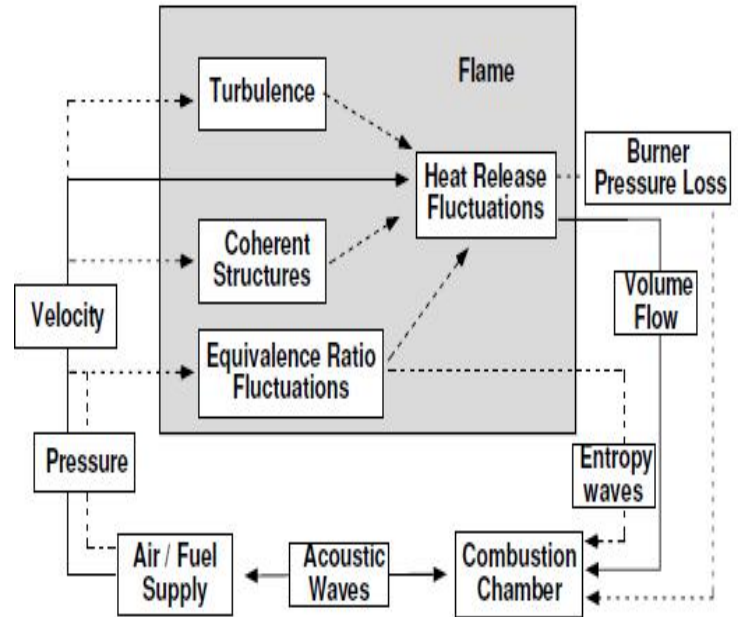 Flame
Turbulence
Burner
Pressure Loss
Heat Release
Fluctuations
Coherent
Structures
Volume
Flow
Velocity
Equivalence Ratio
Fluctuations
Pressure
Entropy
waves
Air / Fuel
Supply
Acoustic
Waves
Combustion
Chamber